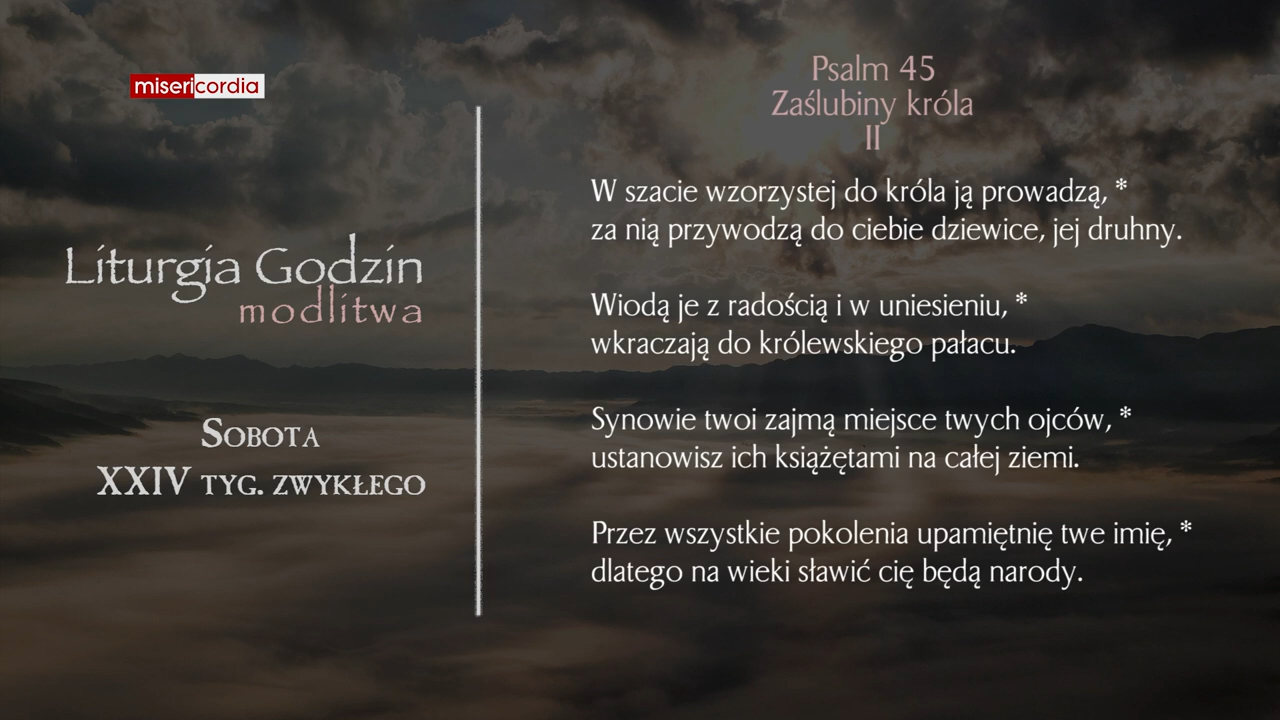 misericordia
Liturgia Godzin
modlitwa
Sobota
XXIV tyg. zwykłego
Psalm 45
Zaślubiny króla
II
W szacie wzorzystej do króla ją prowadzą, *
za nią przywodzą do ciebie dziewice, jej druhny.
Wiodą je z radością i w uniesieniu, *
wkraczają do królewskiego pałacu.
Synowie twoi zajmą miejsce twych ojców, *
ustanowisz ich książętami na całej ziemi.
Przez wszystkie pokolenia upamiętnię twe imię, *
dlatego na wieki sławić cię będą narody.